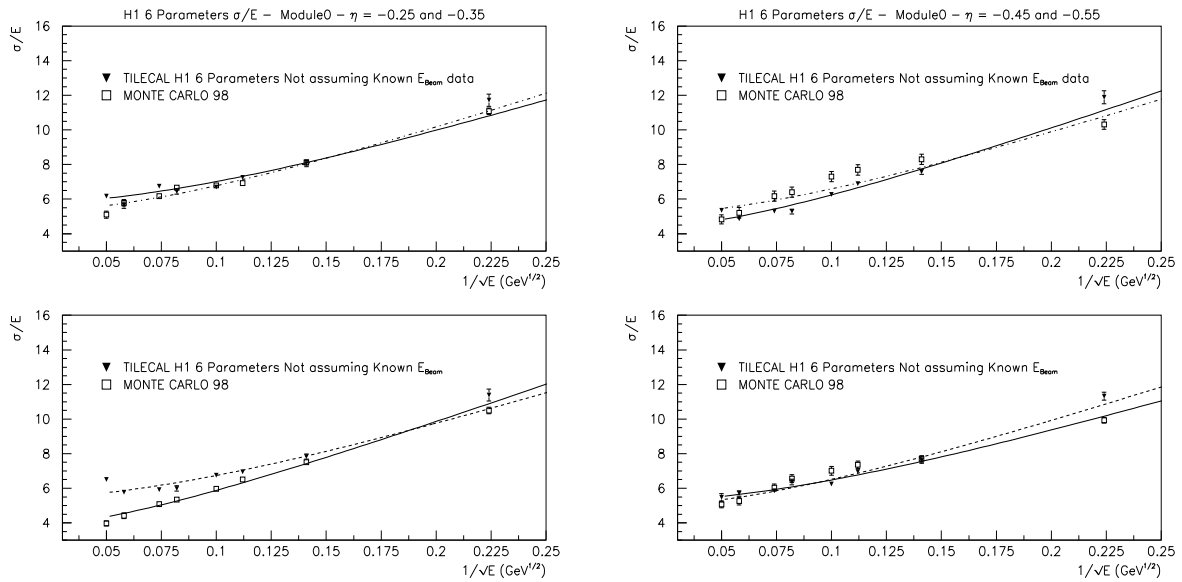 H1 6 Parameters σ/E − Module0 − η = −0.25 and −0.35
σ/E
16
14
12
10
8
6
4
▼ TILECAL H1 6 Parameters Not assuming Known E_Beam data
□ MONTE CARLO 98
0.05 0.075 0.1 0.125 0.15 0.175 0.2 0.225 0.25
1/√E (GeV^1/2)
H1 6 Parameters σ/E − Module0 − η = −0.45 and −0.55
σ/E
16
14
12
10
8
6
4
▼ TILECAL H1 6 Parameters Not assuming Known E_Beam data
□ MONTE CARLO 98
0.05 0.075 0.1 0.125 0.15 0.175 0.2 0.225 0.25
1/√E (GeV^1/2)
σ/E
16
14
12
10
8
6
4
▼ TILECAL H1 6 Parameters Not assuming Known E_Beam
□ MONTE CARLO 98
0.05 0.075 0.1 0.125 0.15 0.175 0.2 0.225 0.25
1/√E (GeV^1/2)
σ/E
16
14
12
10
8
6
4
▼ TILECAL H1 6 Parameters Not assuming Known E_Beam
□ MONTE CARLO 98
0.05 0.075 0.1 0.125 0.15 0.175 0.2 0.225 0.25
1/√E (GeV^1/2)